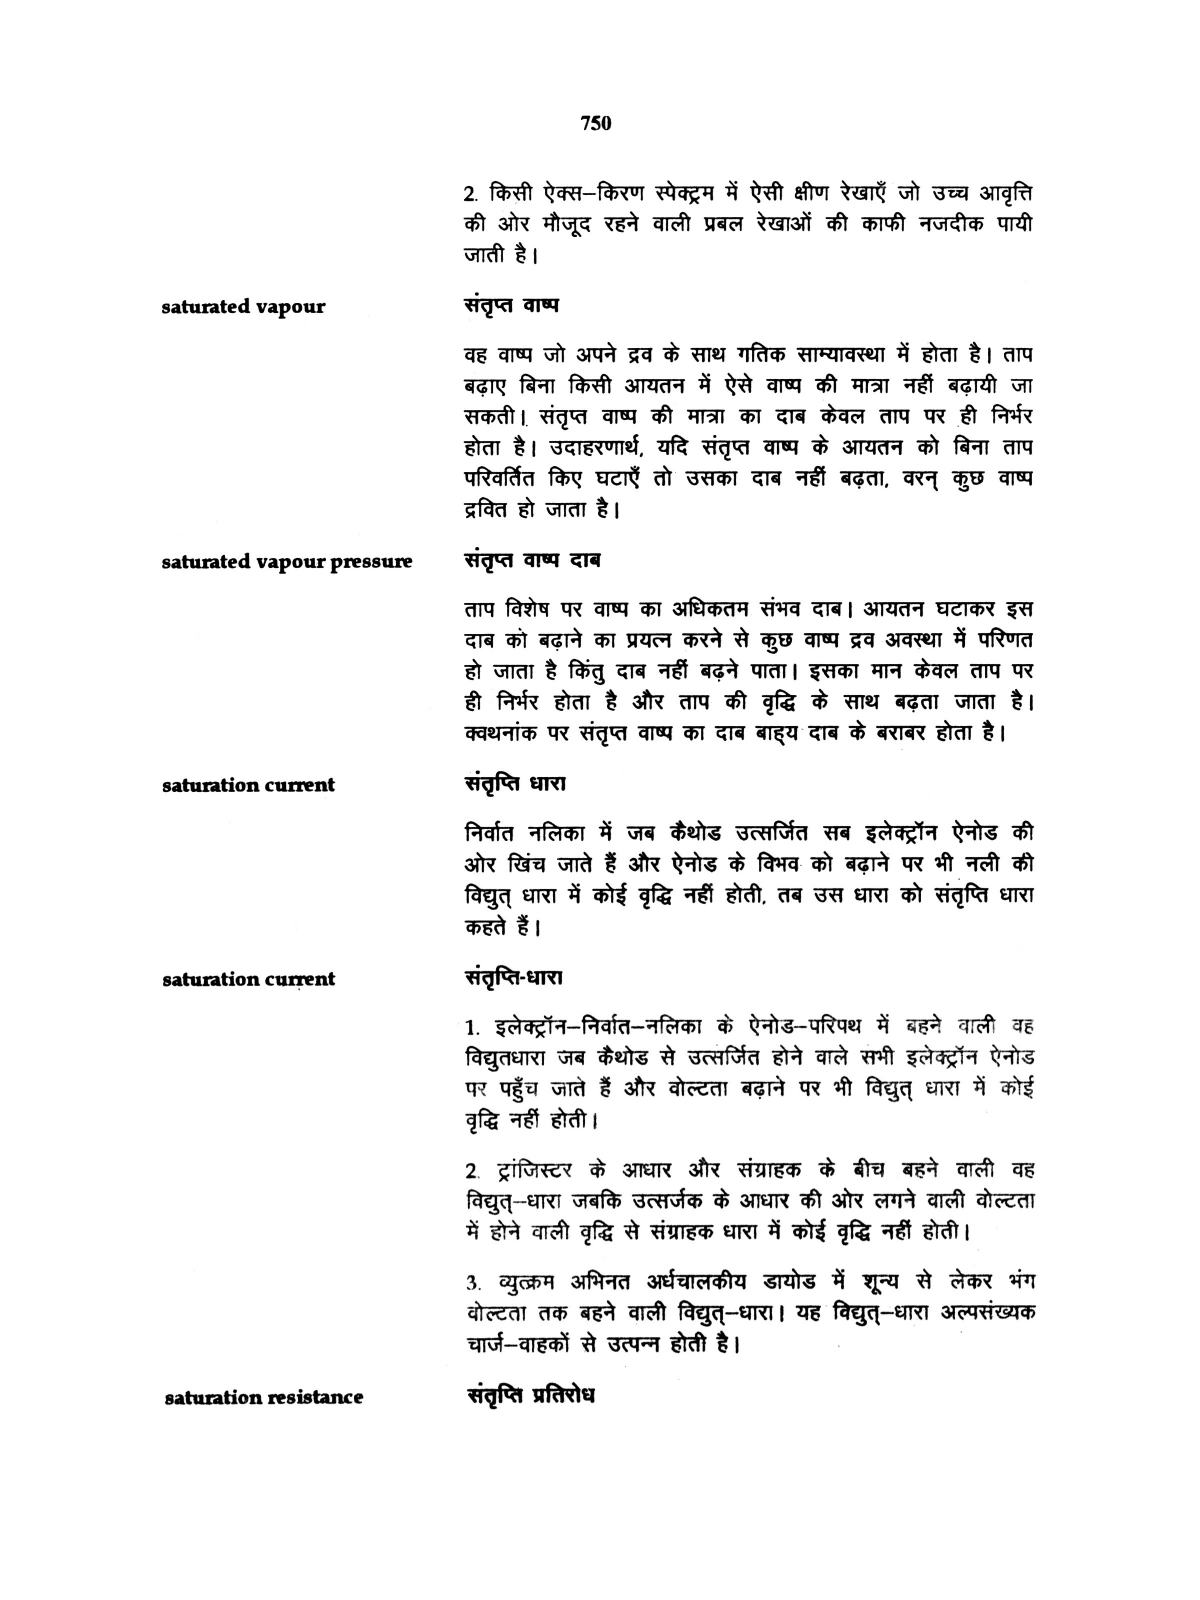 750
2. किसी ऐक्स–किरण स्पेक्ट्रम में ऐसी क्षीण रेखाएँ जो उच्च आवृत्ति
की ओर मौजूद रहने वाली प्रबल रेखाओं की काफी नजदीक पायी
जाती है।
saturated vapour संतृप्त वाष्प
वह वाष्प जो अपने द्रव के साथ गतिक साम्यावस्था में होता है। ताप
बढ़ाए बिना किसी आयतन में ऐसे वाष्प की मात्रा नहीं बढ़ायी जा
सकती। संतृप्त वाष्प की मात्रा का दाब केवल ताप पर ही निर्भर
होता है। उदाहरणार्थ, यदि संतृप्त वाष्प के आयतन को बिना ताप
परिवर्तित किए घटाएँ तो उसका दाब नहीं बढ़ता, वरन् कुछ वाष्प
द्रवित हो जाता है।
saturated vapour pressure संतृप्त वाष्प दाब
ताप विशेष पर वाष्प का अधिकतम संभव दाब। आयतन घटाकर इस
दाब को बढ़ाने का प्रयत्न करने से कुछ वाष्प द्रव अवस्था में परिणत
हो जाता है किंतु दाब नहीं बढ़ने पाता। इसका मान केवल ताप पर
ही निर्भर होता है और ताप की वृद्धि के साथ बढ़ता जाता है।
क्वथनांक पर संतृप्त वाष्प का दाब बाह्य दाब के बराबर होता है।
saturation current संतृप्ति धारा
निर्वात नलिका में जब कैथोड उत्सर्जित सब इलेक्ट्रॉन ऐनोड की
ओर खिंच जाते हैं और ऐनोड के विभव को बढ़ाने पर भी नली की
विद्युत् धारा में कोई वृद्धि नहीं होती, तब उस धारा को संतृप्ति धारा
कहते हैं।
saturation current संतृप्ति-धारा
1. इलेक्ट्रॉन–निर्वात–नलिका के ऐनोड–परिपथ में बहने वाली वह
विद्युतधारा जब कैथोड से उत्सर्जित होने वाले सभी इलेक्ट्रॉन ऐनोड
पर पहुँच जाते हैं और वोल्टता बढ़ाने पर भी विद्युत् धारा में कोई
वृद्धि नहीं होती।
2. ट्रांजिस्टर के आधार और संग्राहक के बीच बहने वाली वह
विद्युत्–धारा जबकि उत्सर्जक के आधार की ओर लगने वाली वोल्टता
में होने वाली वृद्धि से संग्राहक धारा में कोई वृद्धि नहीं होती।
3. व्युत्क्रम अभिनत अर्धचालकीय डायोड में शून्य से लेकर भंग
वोल्टता तक बहने वाली विद्युत्–धारा। यह विद्युत्–धारा अल्पसंख्यक
चार्ज–वाहकों से उत्पन्न होती है।
saturation resistance संतृप्ति प्रतिरोध